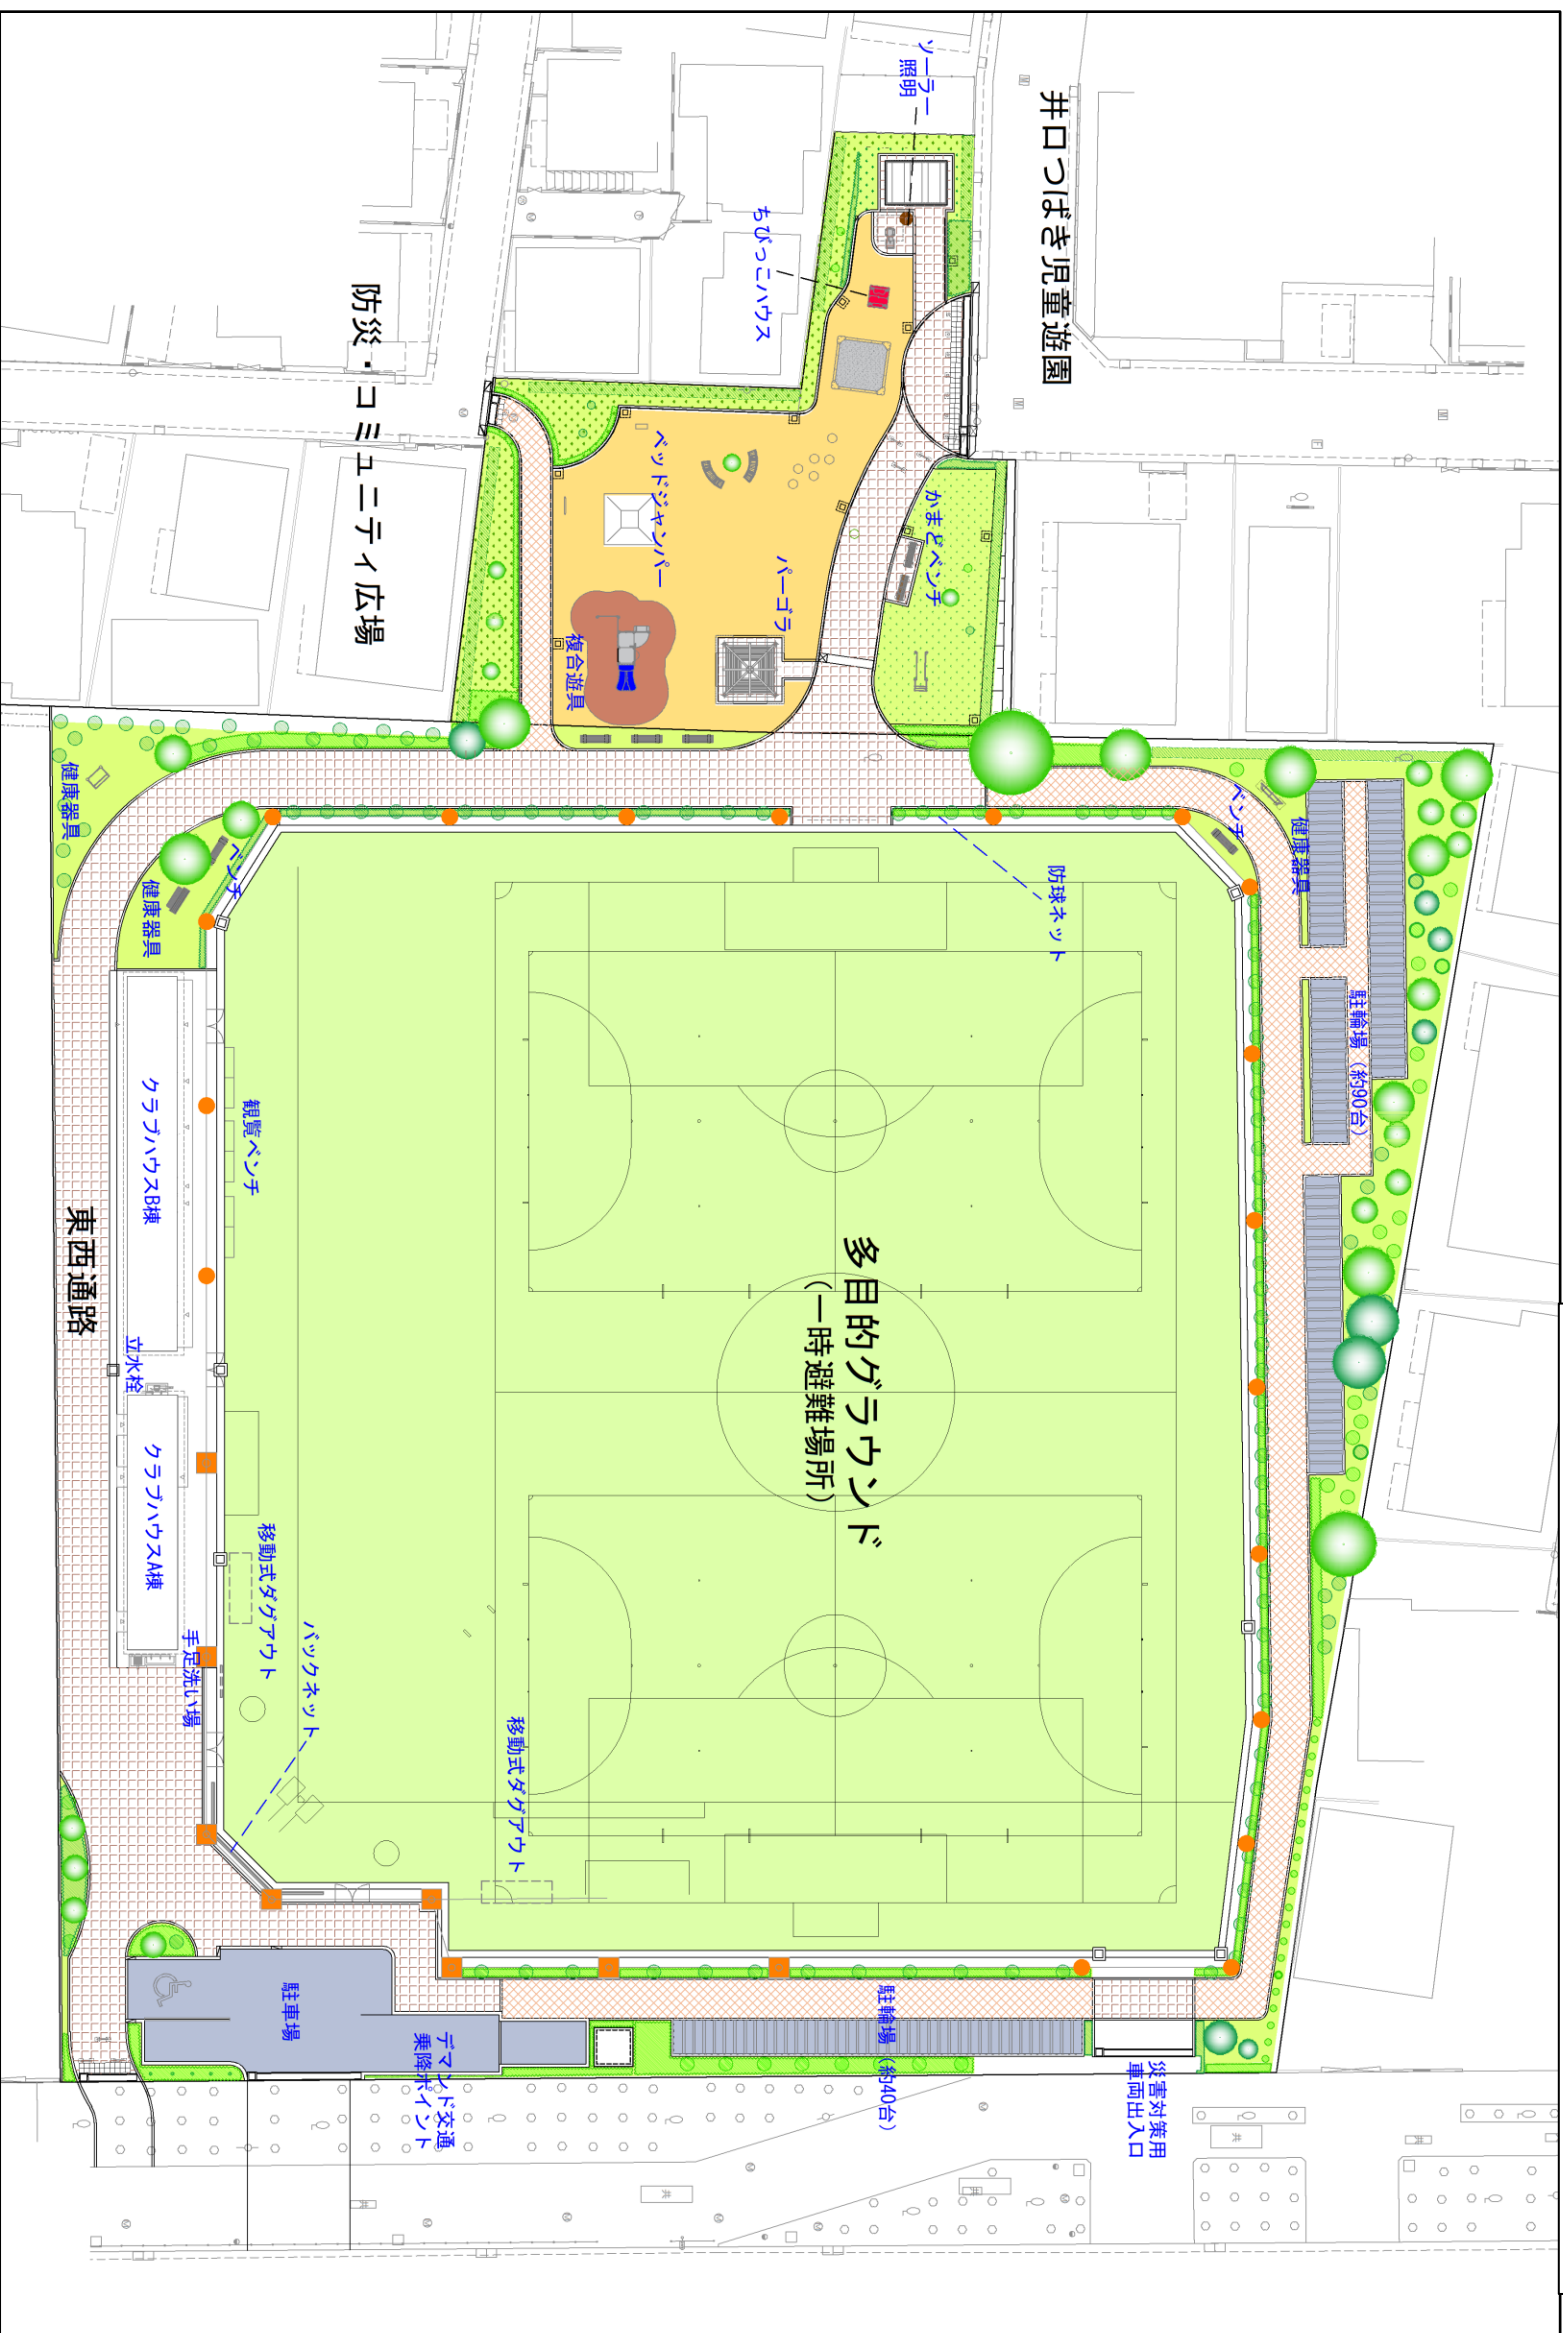 井口つばき児童遊園
ソーラー
照明
ちびっこハウス
防災・コミュニティ広場
ベッドジャンパー
かまどベンチ
パーゴラ
複合遊具
健康器具
ベンチ
健康器具
ベンチ
健康器具
防球ネット
駐輪場（約90台）
観覧ベンチ
クラブハウスB棟
東西通路
多目的グラウンド
（一時避難場所）
立水栓
クラブハウスA棟
移動式ダグアウト
手足洗い場
バックネット
移動式ダグアウト
駐車場
デマンド交通
乗降ポイント
駐輪場（約40台）
災害対策用
車両出入口